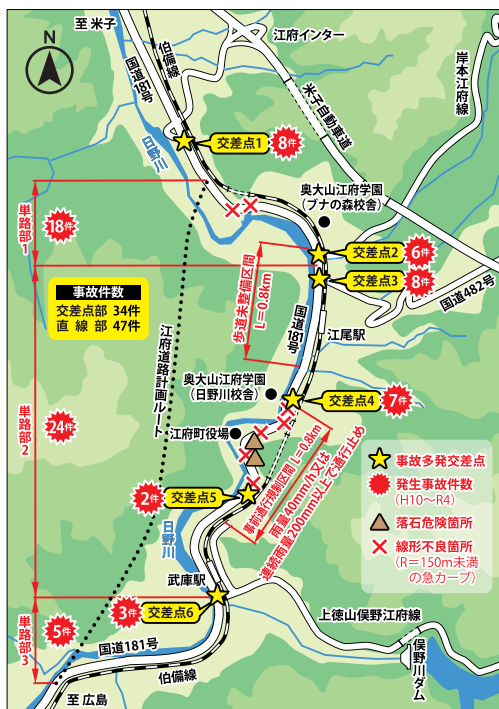 至 米子
N
国道181号
伯備線
江府インター
岸本江府線
米子自動車道
日野川
交差点1
8件
奥大山江府学園
(ブナの森校舎)
単路部1
18件
交差点2
6件
交差点3
8件
国道482号
事故件数
交差点部 34件
直線部 47件
歩道未整備区間
L=0.8km
国道181号
江尾駅
江府道路計画ルート
奥大山江府学園
(日野川校舎)
交差点4
7件
単路部2
24件
江府町役場
事前通行規制区間 L=0.8km
雨量40mm/h又は
連続雨量200mm以上で通行止め
交差点5
2件
日野川
武庫駅
交差点6
3件
単路部3
5件
国道181号
伯備線
至 広島
上徳山俣野江府線
俣野川ダム
事故多発交差点
発生事故件数
(H10〜R4)
落石危険箇所
線形不良箇所
(R=150m未満
の急カーブ)